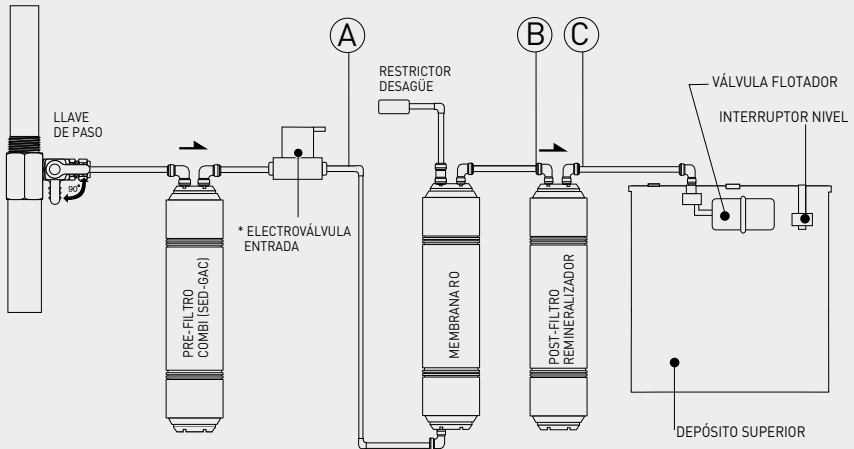 A
B
C
RESTRICTOR
DESAGÜE
VÁLVULA FLOTADOR
INTERRUPTOR NIVEL
LLAVE
DE PASO
90°
* ELECTROVÁLVULA
ENTRADA
PRE-FILTRO
COMBI (SED-GAC)
MEMBRANA RO
POST-FILTRO
REMINERALIZADOR
DEPÓSITO SUPERIOR